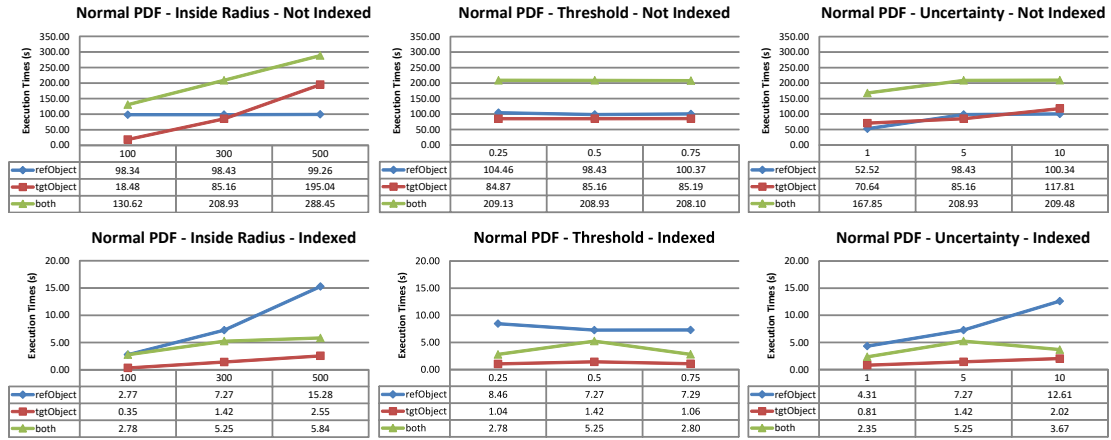 Normal PDF - Inside Radius - Not Indexed
Execution Times (s)
350.00
300.00
250.00
200.00
150.00
100.00
50.00
0.00
100 300 500
refObject 98.34 98.43 99.26
tgtObject 18.48 85.16 195.04
both 130.62 208.93 288.45
Normal PDF - Threshold - Not Indexed
Execution Times (s)
350.00
300.00
250.00
200.00
150.00
100.00
50.00
0.00
0.25 0.5 0.75
refObject 104.46 98.43 100.37
tgtObject 84.87 85.16 85.19
both 209.13 208.93 208.10
Normal PDF - Uncertainty - Not Indexed
Execution Times (s)
350.00
300.00
250.00
200.00
150.00
100.00
50.00
0.00
1 5 10
refObject 52.52 98.43 100.34
tgtObject 70.64 85.16 117.81
both 167.85 208.93 209.48
Normal PDF - Inside Radius - Indexed
Execution Times (s)
20.00
15.00
10.00
5.00
0.00
100 300 500
refObject 2.77 7.27 15.28
tgtObject 0.35 1.42 2.55
both 2.78 5.25 5.84
Normal PDF - Threshold - Indexed
Execution Times (s)
20.00
15.00
10.00
5.00
0.00
0.25 0.5 0.75
refObject 8.46 7.27 7.29
tgtObject 1.04 1.42 1.06
both 2.78 5.25 2.80
Normal PDF - Uncertainty - Indexed
Execution Times (s)
20.00
15.00
10.00
5.00
0.00
1 5 10
refObject 4.31 7.27 12.61
tgtObject 0.81 1.42 2.02
both 2.35 5.25 3.67